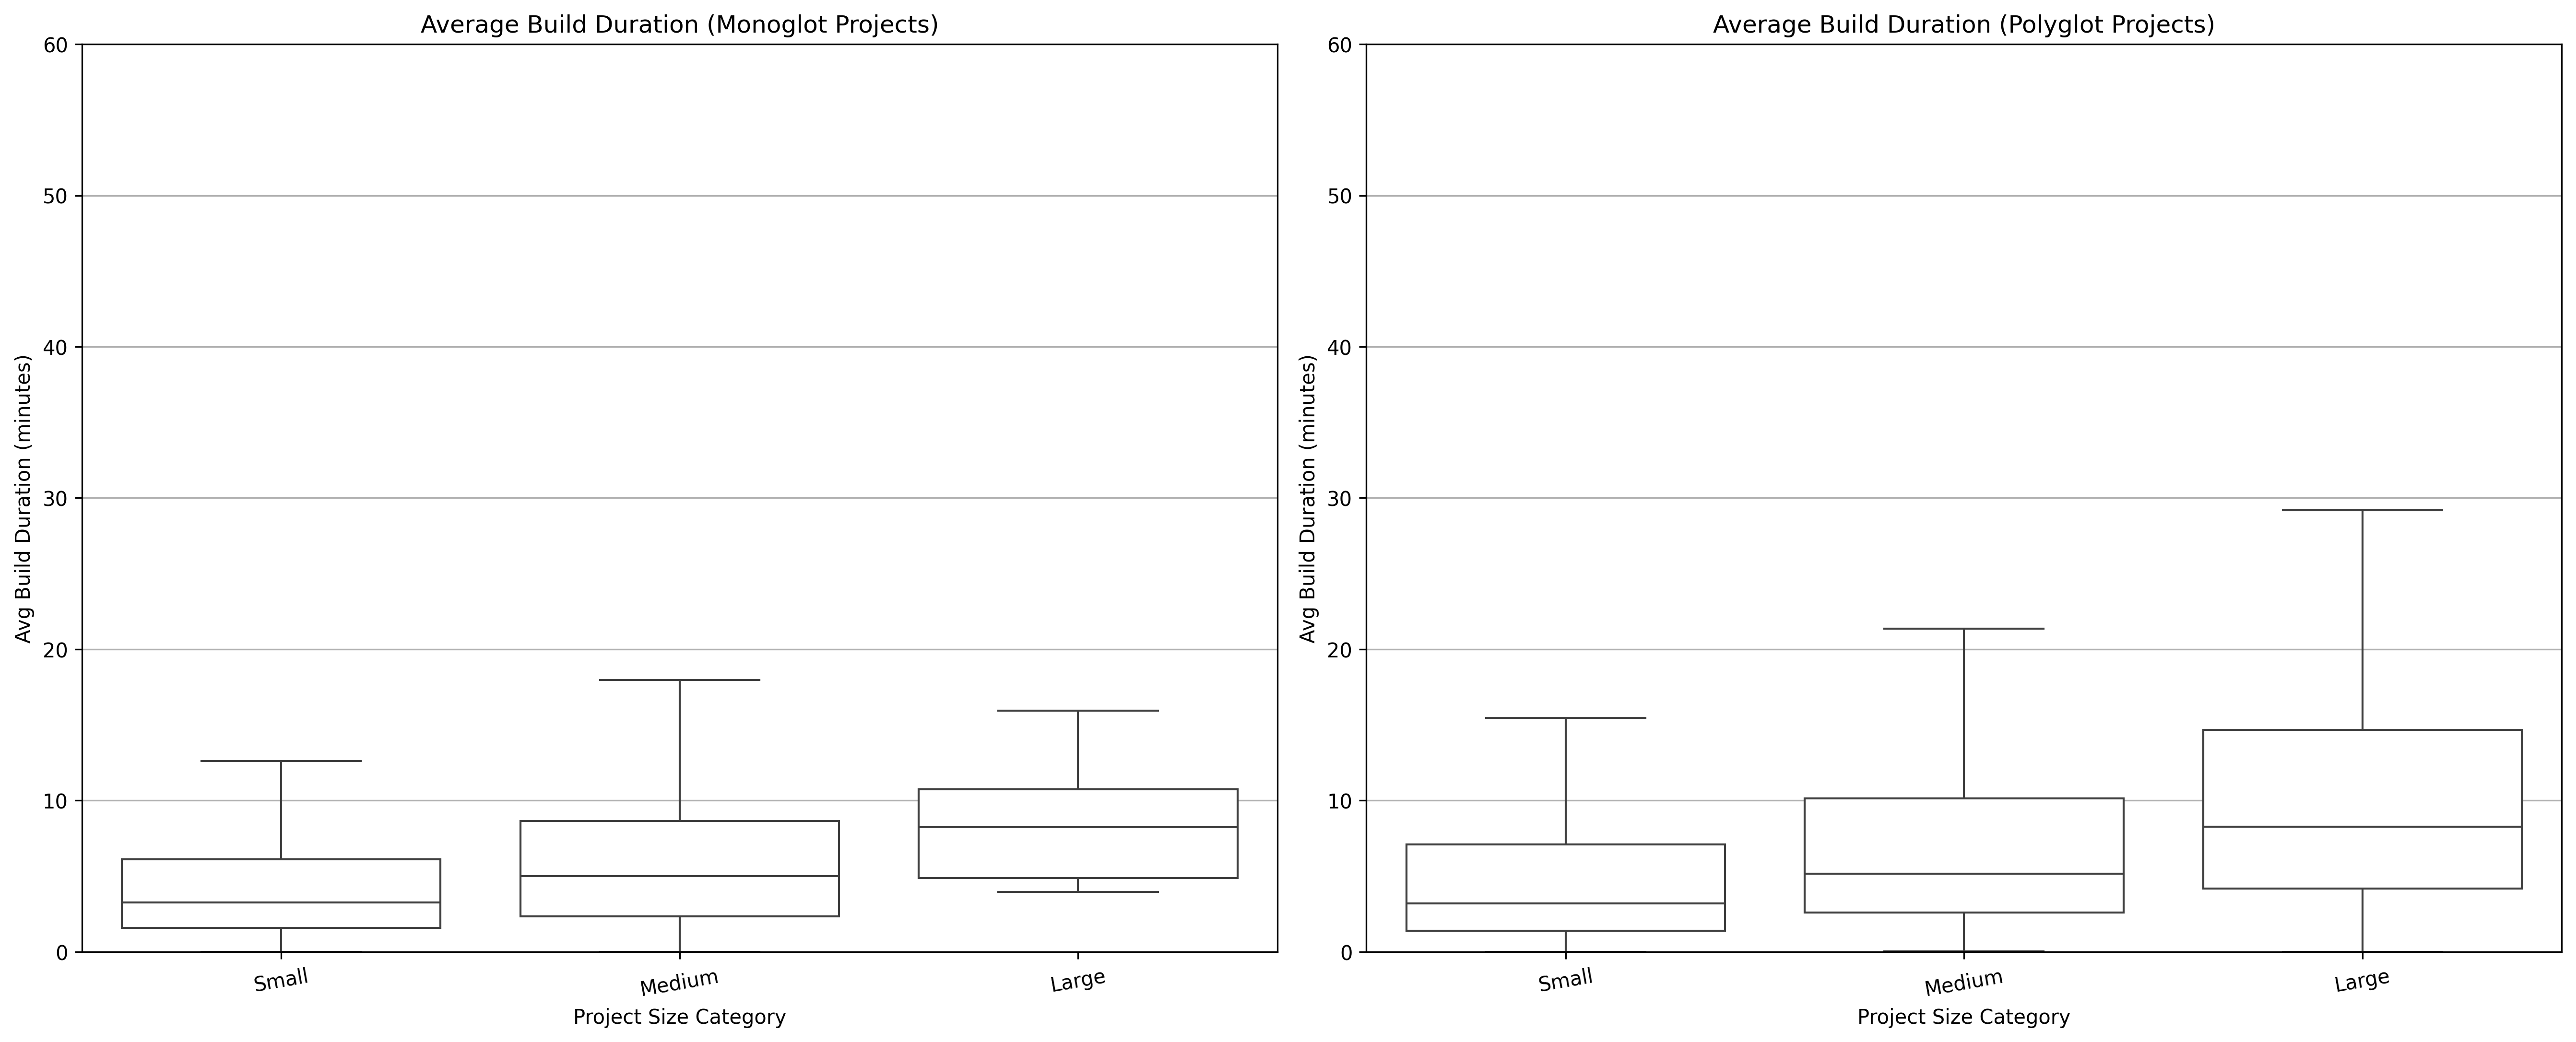 Average Build Duration (Monoglot Projects)
60
50
40
30
20
10
0
Avg Build Duration (minutes)
Small
Medium
Large
Project Size Category
Average Build Duration (Polyglot Projects)
60
50
40
30
20
10
0
Avg Build Duration (minutes)
Small
Medium
Large
Project Size Category